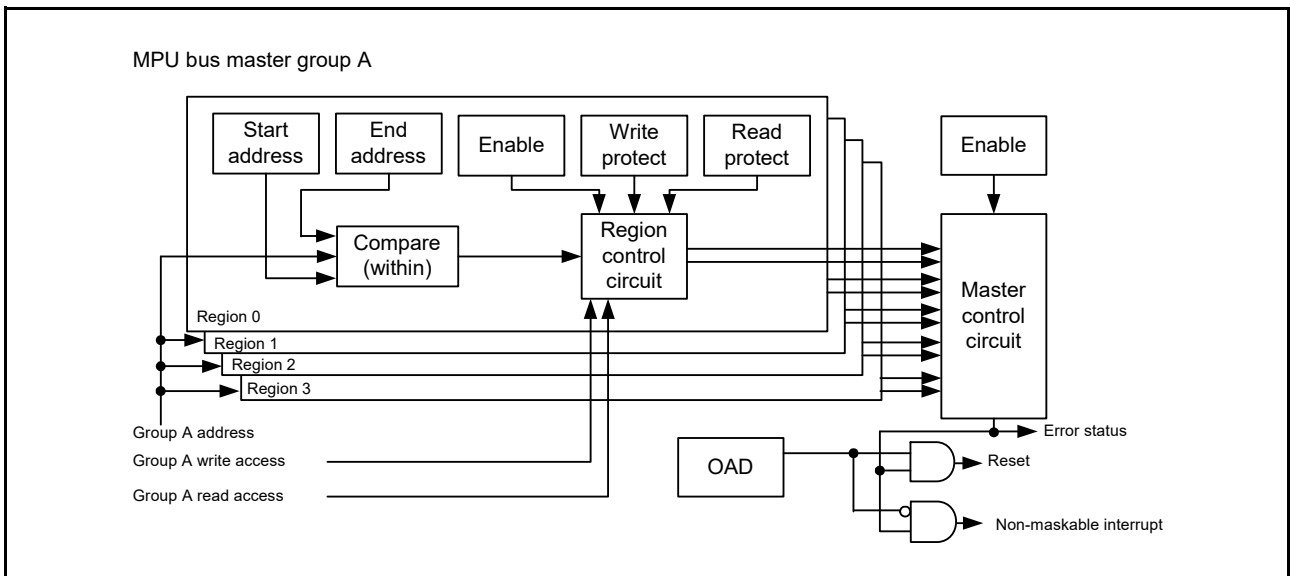 MPU bus master group A
Start
address
End
address
Enable
Write
protect
Read
protect
Enable
Compare
(within)
Region
control
circuit
Master
control
circuit
Region 0
Region 1
Region 2
Region 3
Group A address
Group A write access
Group A read access
OAD
Error status
Reset
Non-maskable interrupt